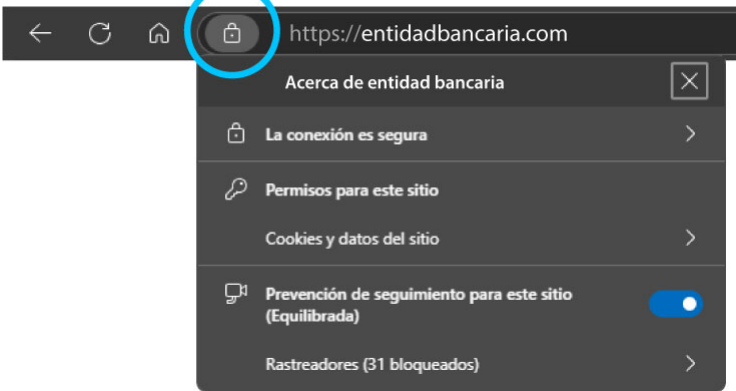 https://entidadbancaria.com
Acerca de entidad bancaria
La conexión es segura
Permisos para este sitio
Cookies y datos del sitio
Prevención de seguimiento para este sitio
(Equilibrada)
Rastreadores (31 bloqueados)